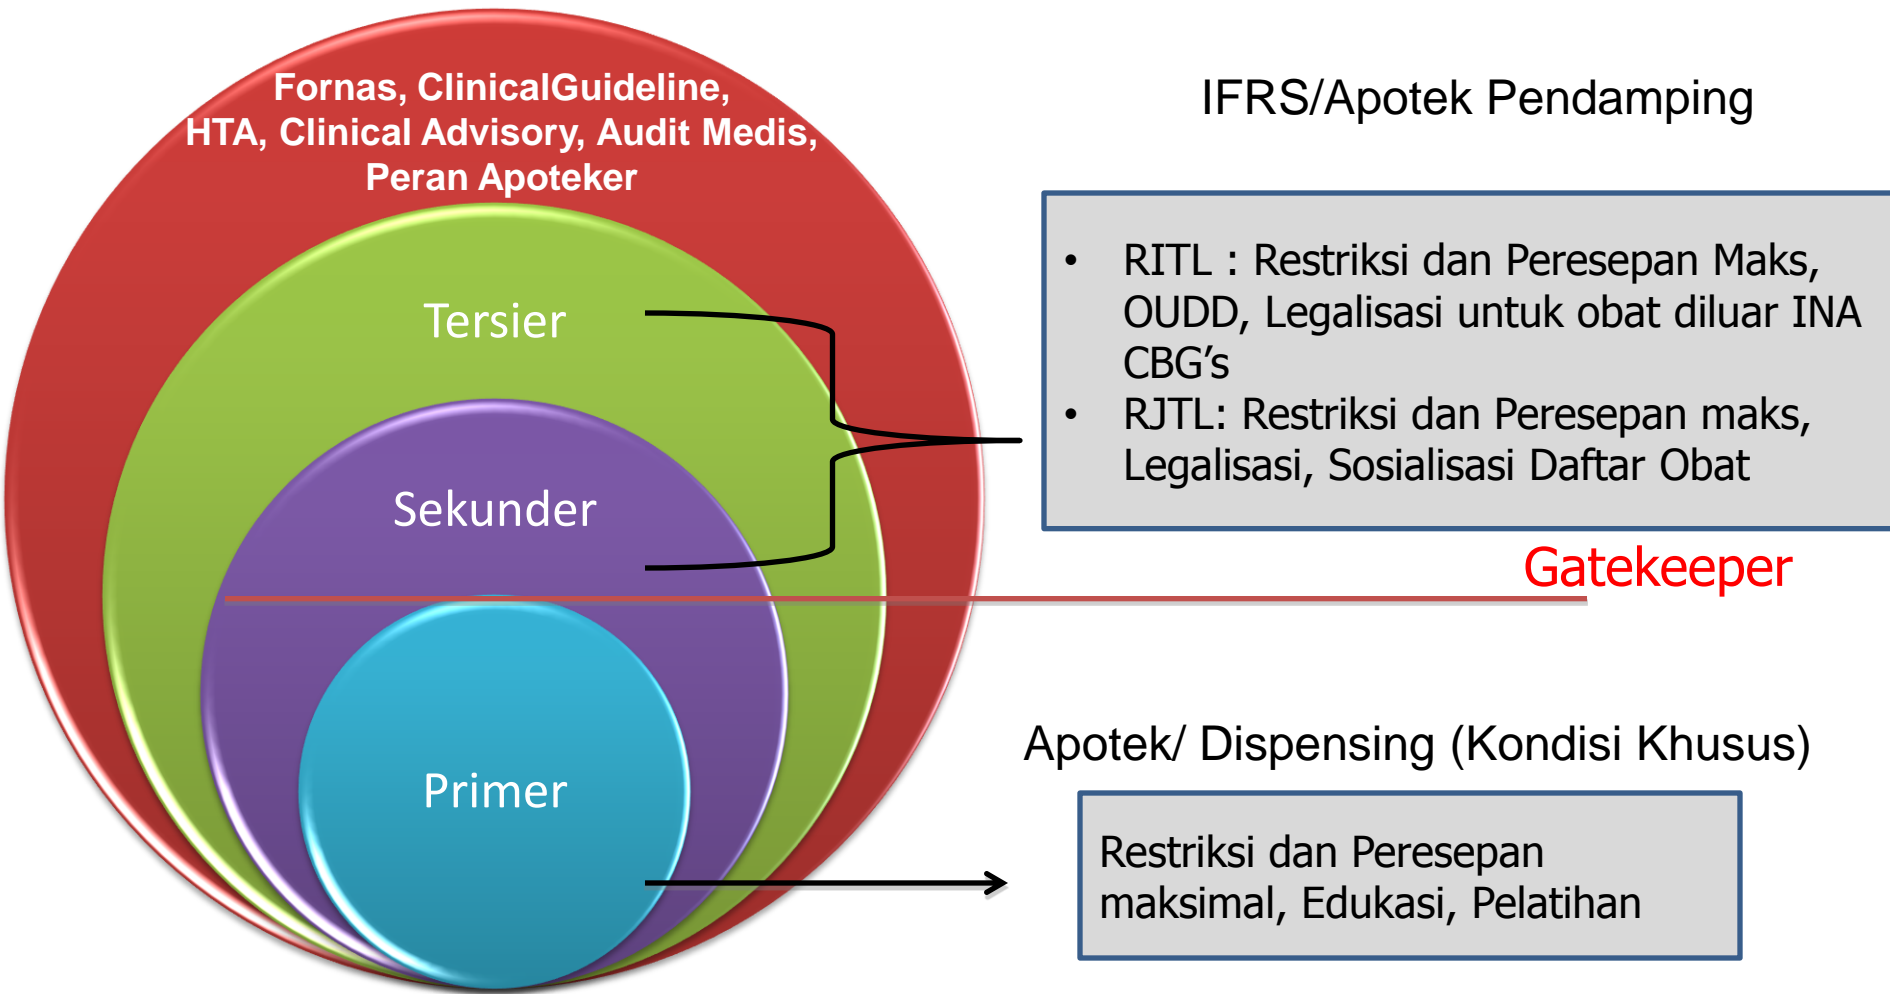 Fornas, ClinicalGuideline,
HTA, Clinical Advisory, Audit Medis,
Peran Apoteker
Tersier
Sekunder
Primer
IFRS/Apotek Pendamping
• RITL : Restriksi dan Peresepan Maks,
OUDD, Legalisasi untuk obat diluar INA
CBG’s
• RJTL: Restriksi dan Peresepan maks,
Legalisasi, Sosialisasi Daftar Obat
Gatekeeper
Apotek/ Dispensing (Kondisi Khusus)
Restriksi dan Peresepan
maksimal, Edukasi, Pelatihan